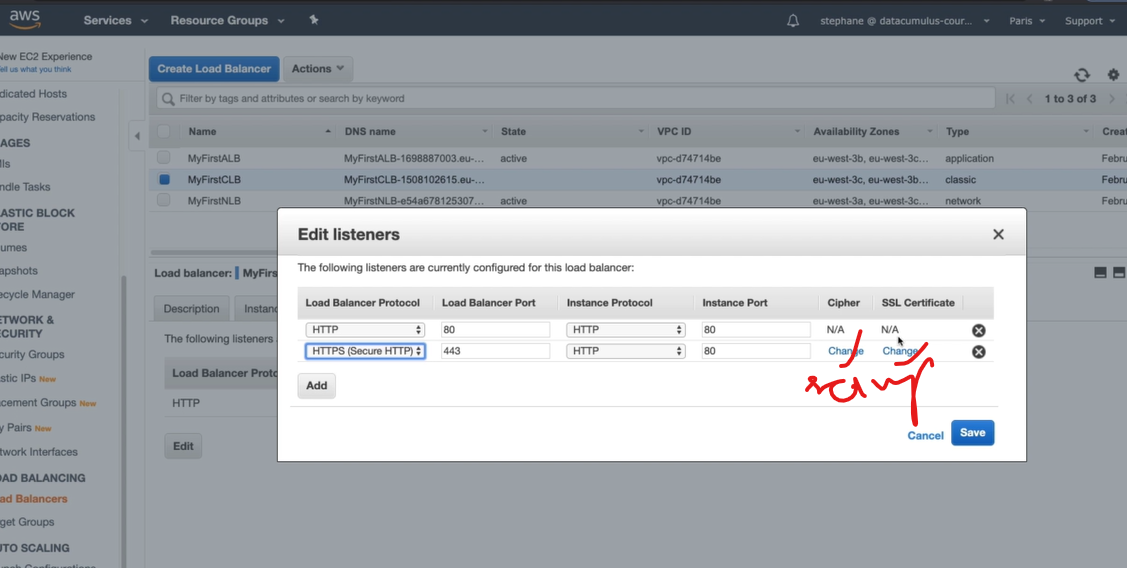 aws Services Resource Groups stephane @ datacumulus-cour... Paris Support
New EC2 Experience
Tell us what you think
Create Load Balancer Actions
dicated Hosts
Filter by tags and attributes or search by keyword 1 to 3 of 3
pacity Reservations
Name DNS name State VPC ID Availability Zones Type Creat
AGES
MIs
MyFirstALB MyFirstALB-1698887003.eu-... active vpc-d74714be eu-west-3b, eu-west-3c... application Febru
MyFirstCLB MyFirstCLB-1508102615.eu-... vpc-d74714be eu-west-3c, eu-west-3b... classic Febru
ndle Tasks
MyFirstNLB MyFirstNLB-e54a678125307... active vpc-d74714be eu-west-3a, eu-west-3c... network Febru
ASTIC BLOCK
ORE
umes
apshots
ecycle Manager
Edit listeners
The following listeners are currently configured for this load balancer:
Load balancer: MyFirs
Load Balancer Protocol Load Balancer Port Instance Protocol Instance Port Cipher SSL Certificate
Description Instanc
HTTP 80 HTTP 80 N/A N/A
HTTPS (Secure HTTP) 443 HTTP 80 Change Change
The following listeners
Load Balancer Protoc
Add
HTTP
Cancel Save
Edit
ETWORK &
CURITY
curity Groups
stic IPs New
acement Groups New
y Pairs New
twork Interfaces
OAD BALANCING
ad Balancers
get Groups
UTO SCALING